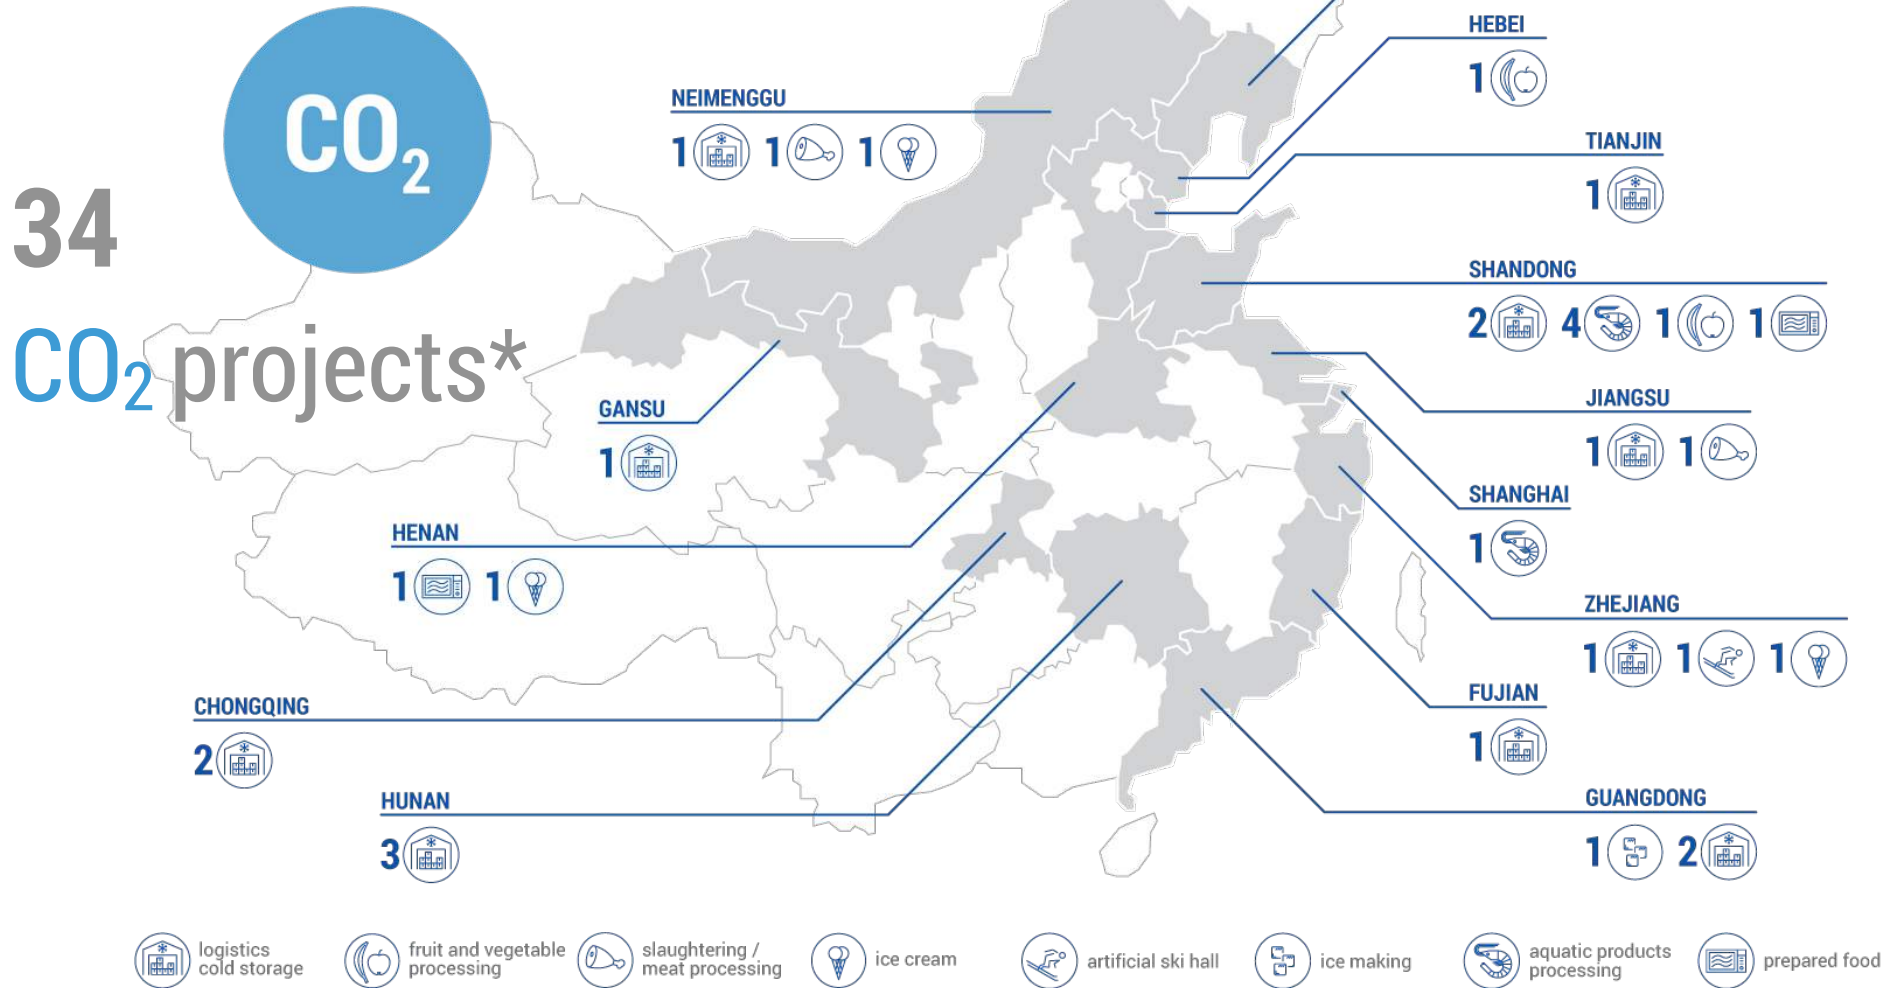 CO2
34
CO2 projects*
HEBEI
1
NEIMENGGU
1 1 1
TIANJIN
1
SHANDONG
2 4 1 1
JIANGSU
1 1
GANSU
1
SHANGHAI
1
HENAN
1 1
ZHEJIANG
1 1 1
FUJIAN
1
CHONGQING
2
HUNAN
3
GUANGDONG
1 2
logistics
cold storage
fruit and vegetable
processing
slaughtering /
meat processing
ice cream
artificial ski hall
ice making
aquatic products
processing
prepared food